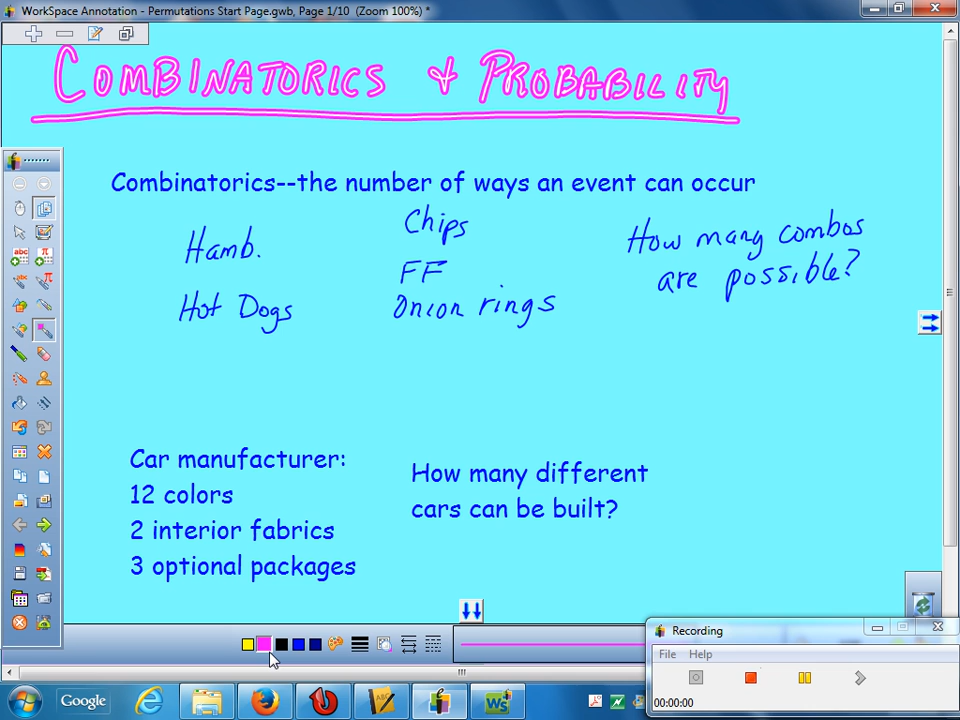 WorkSpace Annotation - Permutations Start Page.gwb, Page 1/10 (Zoom 100%) *
COMBINATORICS & PROBABILITY
Combinatorics--the number of ways an event can occur
Hamb.
Hot Dogs
Chips
FF
Onion rings
How many combos
are possible?
Car manufacturer:
12 colors
2 interior fabrics
3 optional packages
How many different
cars can be built?
Recording
File Help
00:00:00
Google